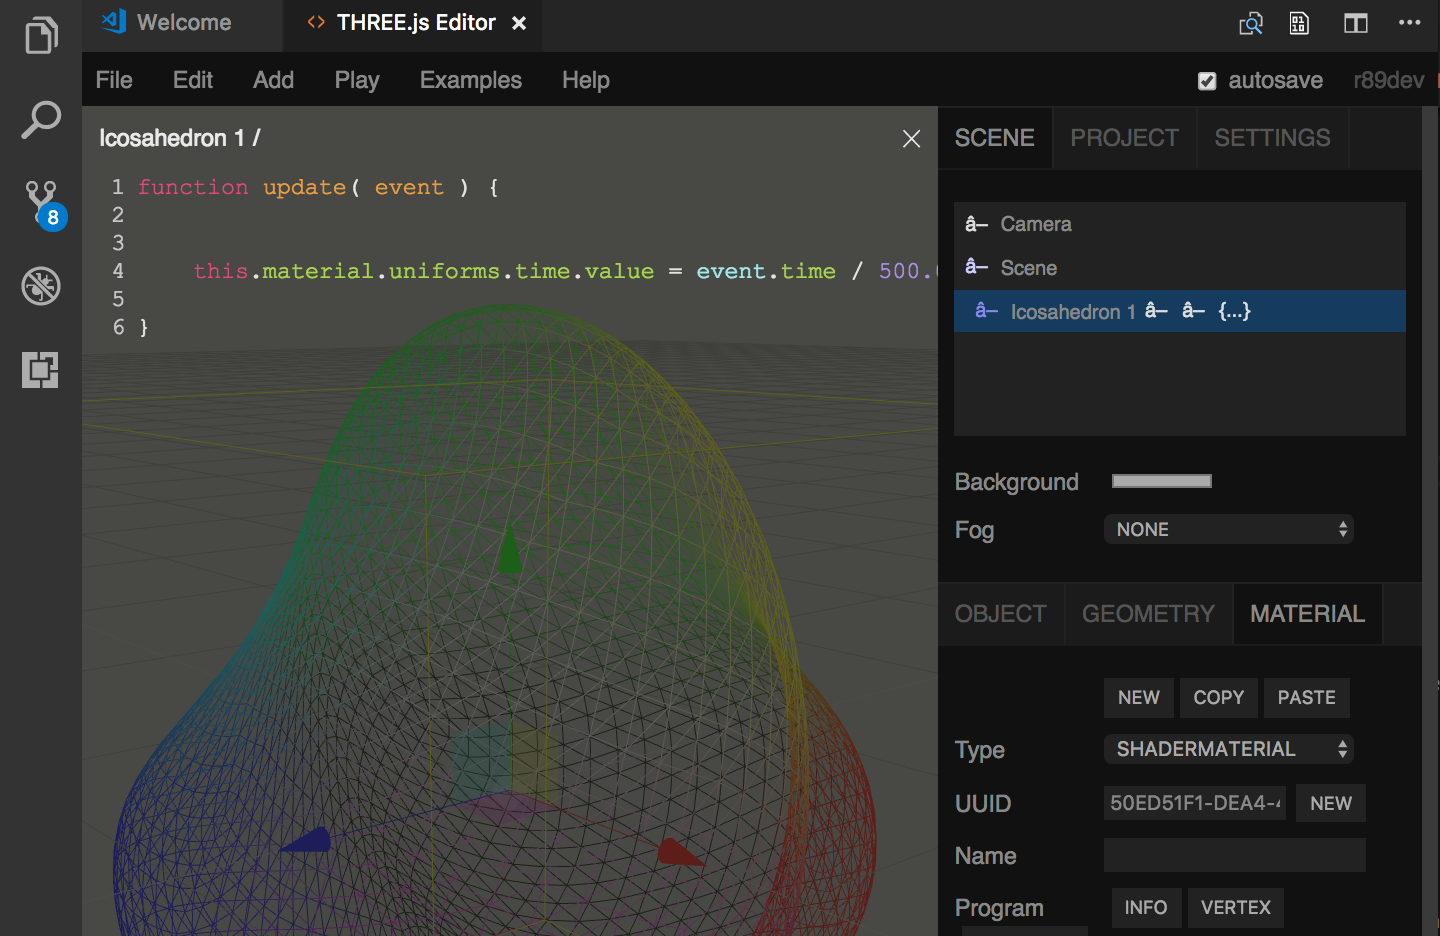 Welcome
<> THREE.js Editor ×
File Edit Add Play Examples Help
autosave r89dev
Icosahedron 1 /
1 function update( event ) {
2
3
4 this.material.uniforms.time.value = event.time / 500.
5
6 }
8
SCENE PROJECT SETTINGS
â— Camera
â— Scene
â— Icosahedron 1 â— â— {...}
Background
Fog NONE
OBJECT GEOMETRY MATERIAL
NEW COPY PASTE
Type SHADERMATERIAL
UUID 50ED51F1-DEA4- NEW
Name
Program INFO VERTEX